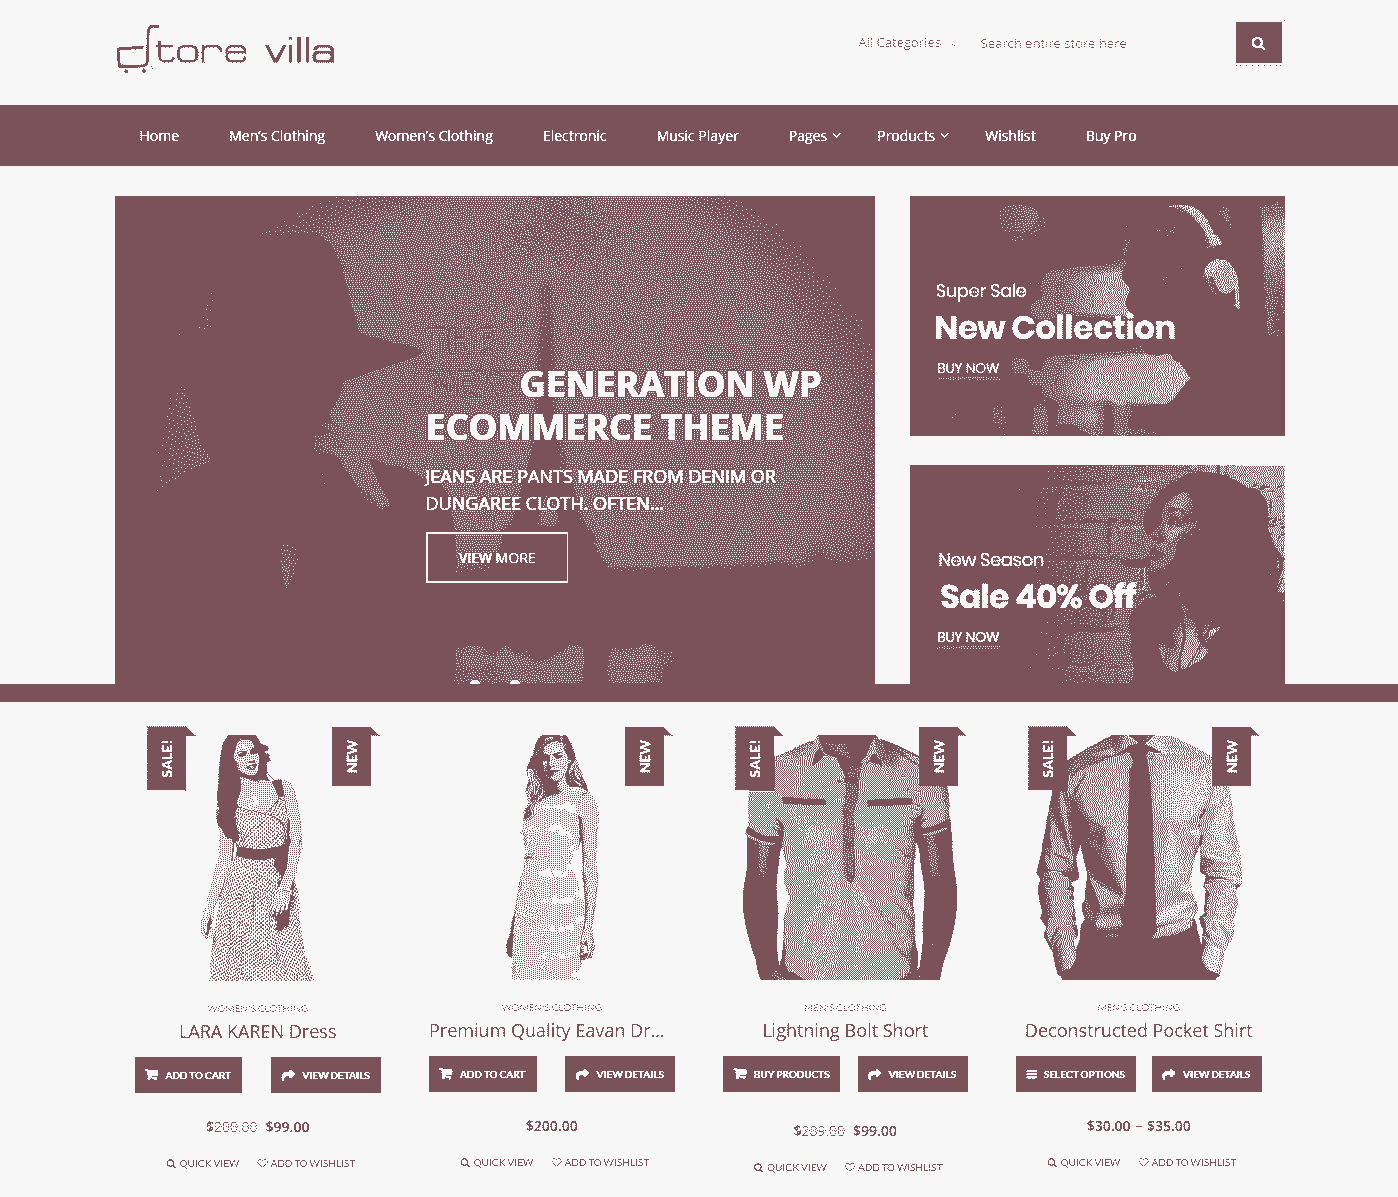 Store villa
All Categories
Search entire store here
Home Men's Clothing Women's Clothing Electronic Music Player Pages Products Wishlist Buy Pro
GENERATION WP
ECOMMERCE THEME
JEANS ARE PANTS MADE FROM DENIM OR
DUNGAREE CLOTH. OFTEN...
VIEW MORE
Super Sale
New Collection
BUY NOW
New Season
Sale 40% Off
BUY NOW
SALE! NEW
NEW
SALE! NEW
SALE! NEW
WOMEN'S CLOTHING
LARA KAREN Dress
ADD TO CART VIEW DETAILS
$200.00 $99.00
QUICK VIEW ADD TO WISHLIST
WOMEN'S CLOTHING
Premium Quality Eavan Dr...
ADD TO CART VIEW DETAILS
$200.00
QUICK VIEW ADD TO WISHLIST
MEN'S CLOTHING
Lightning Bolt Short
BUY PRODUCTS VIEW DETAILS
$209.00 $99.00
QUICK VIEW ADD TO WISHLIST
MEN'S CLOTHING
Deconstructed Pocket Shirt
SELECT OPTIONS VIEW DETAILS
$30.00 – $35.00
QUICK VIEW ADD TO WISHLIST